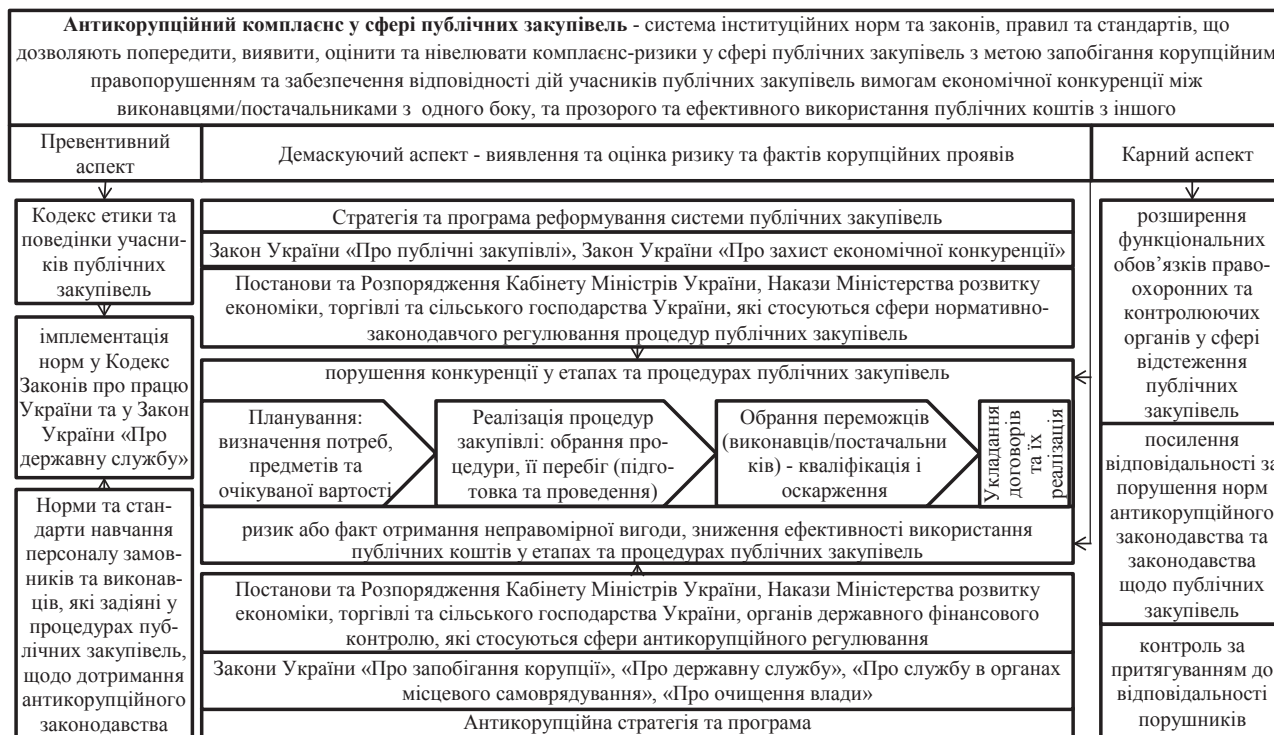 Антикорупційний комплаєнс у сфері публічних закупівель - система інституційних норм та законів, правил та стандартів, що
дозволяють попередити, виявити, оцінити та нівелювати комплаєнс-ризики у сфері публічних закупівель з метою запобігання корупційним
правопорушенням та забезпечення відповідності дій учасників публічних закупівель вимогам економічної конкуренції між
виконавцями/постачальниками з одного боку, та прозорого та ефективного використання публічних коштів з іншого
Превентивний
аспект
Демаскуючий аспект - виявлення та оцінка ризику та фактів корупційних проявів
Карний аспект
Кодекс етики та
поведінки учасни-
ків публічних
закупівель
імплементація
норм у Кодекс
Законів про працю
України та у Закон
України «Про
державну службу»
Норми та стан-
дарти навчання
персоналу замов-
ників та виконав-
ців, які задіяні у
процедурах пуб-
лічних закупівель,
щодо дотримання
антикорупційного
законодавства
Стратегія та програма реформування системи публічних закупівель
Закон України «Про публічні закупівлі», Закон України «Про захист економічної конкуренції»
Постанови та Розпорядження Кабінету Міністрів України, Накази Міністерства розвитку
економіки, торгівлі та сільського господарства України, які стосуються сфери нормативно-
законодавчого регулювання процедур публічних закупівель
порушення конкуренції у етапах та процедурах публічних закупівель
Планування:
визначення потреб,
предметів та
очікуваної вартості
Реалізація процедур
закупівлі: обрання про-
цедури, її перебіг (підго-
товка та проведення)
Обрання переможців
(виконавців/постачальни
ків) - кваліфікація і
оскарження
Укладання
договорів
та їх
реалізація
ризик або факт отримання неправомірної вигоди, зниження ефективності використання
публічних коштів у етапах та процедурах публічних закупівель
Постанови та Розпорядження Кабінету Міністрів України, Накази Міністерства розвитку
економіки, торгівлі та сільського господарства України, органів державного фінансового
контролю, які стосуються сфери антикорупційного регулювання
Закони України «Про запобігання корупції», «Про державну службу», «Про службу в органах
місцевого самоврядування», «Про очищення влади»
Антикорупційна стратегія та програма
розширення
функціональних
обов’язків право-
охоронних та
контролюючих
органів у сфері
відстеження
публічних
закупівель
посилення
відповідальності за
порушення норм
антикорупційного
законодавства та
законодавства
щодо публічних
закупівель
контроль за
притягуванням до
відповідальності
порушників